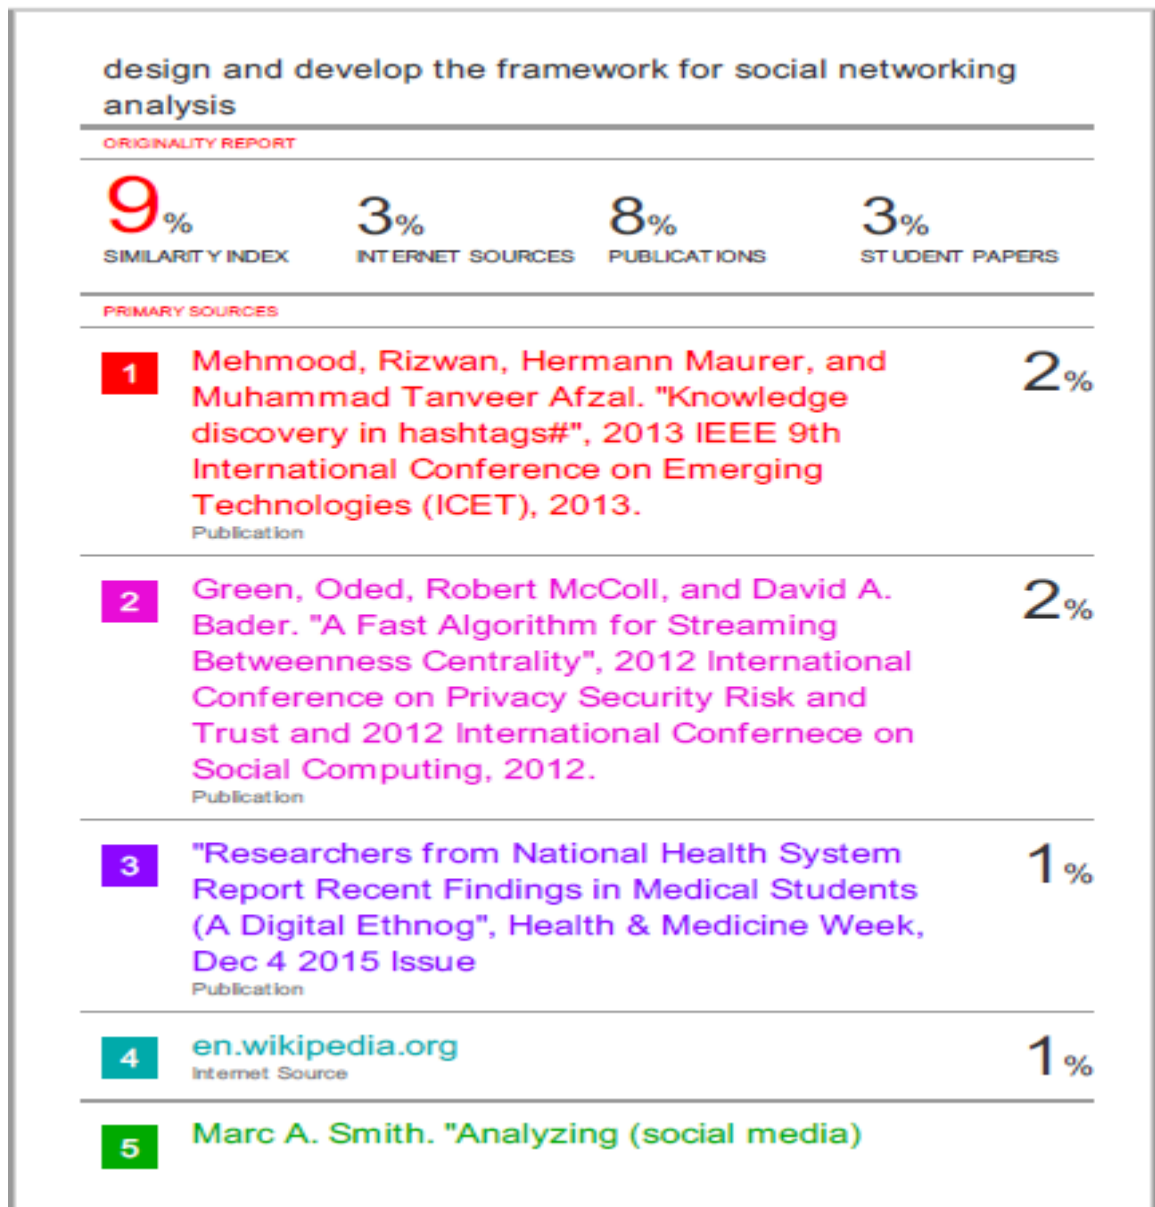 design and develop the framework for social networking
analysis
ORIGINALITY REPORT
9%
3%
8%
3%
SIMILARITY INDEX
INTERNET SOURCES
PUBLICATIONS
STUDENT PAPERS
PRIMARY SOURCES
1
Mehmood, Rizwan, Hermann Maurer, and
Muhammad Tanveer Afzal. "Knowledge
discovery in hashtags#", 2013 IEEE 9th
International Conference on Emerging
Technologies (ICET), 2013.
Publication
2%
2
Green, Oded, Robert McColl, and David A.
Bader. "A Fast Algorithm for Streaming
Betweenness Centrality", 2012 International
Conference on Privacy Security Risk and
Trust and 2012 International Confernece on
Social Computing, 2012.
Publication
2%
3
"Researchers from National Health System
Report Recent Findings in Medical Students
(A Digital Ethnog", Health & Medicine Week,
Dec 4 2015 Issue
Publication
1%
4
en.wikipedia.org
Internet Source
1%
5
Marc A. Smith. "Analyzing (social media)